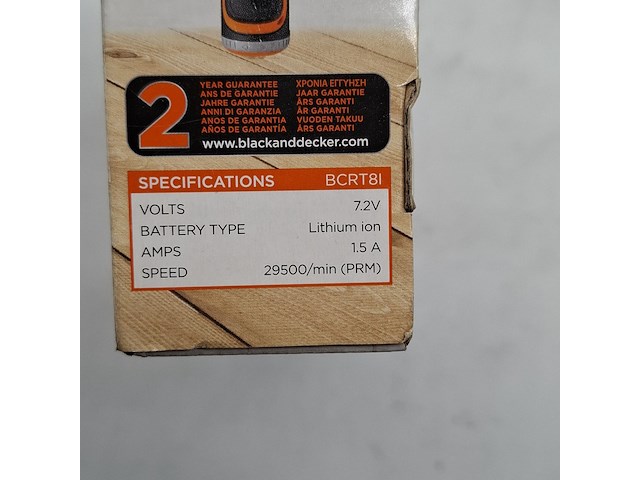 2
YEAR GUARANTEE
ANS DE GARANTIE
JAHRE GARANTIE
ANNI DI GARANZIA
ANOS DE GARANTIA
AÑOS DE GARANTÍA
ΧΡΟΝΙΑ ΕΓΓΥΗΣΗ
JAAR GARANTIE
ÅRS GARANTI
ÅR GARANTI
VUODEN TAKUU
ÅRS GARANTI
www.blackanddecker.com
SPECIFICATIONS BCRT8I
VOLTS 7.2V
BATTERY TYPE Lithium ion
AMPS 1.5 A
SPEED 29500/min (PRM)